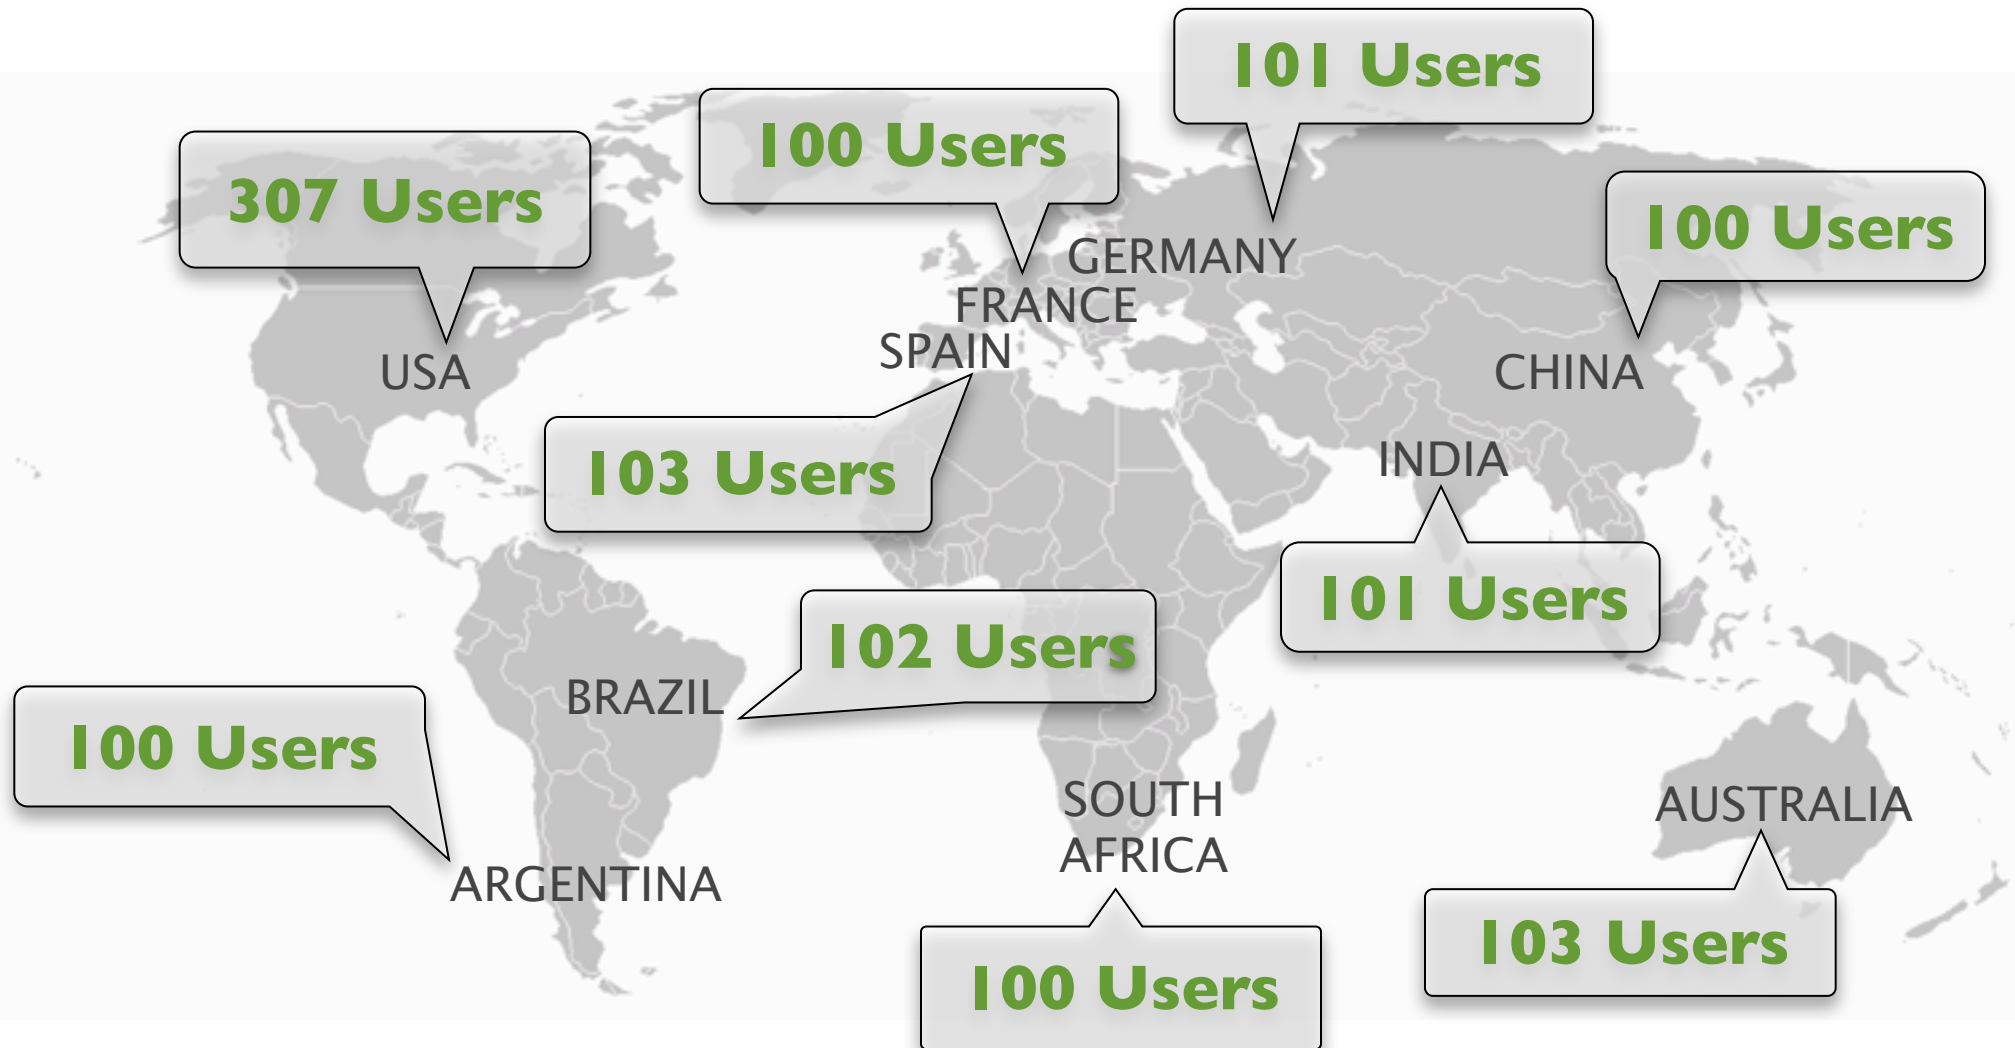 101 Users
100 Users
307 Users
100 Users
GERMANY
FRANCE
SPAIN
USA
CHINA
INDIA
103 Users
101 Users
102 Users
BRAZIL
100 Users
SOUTH
AFRICA
AUSTRALIA
ARGENTINA
103 Users
100 Users